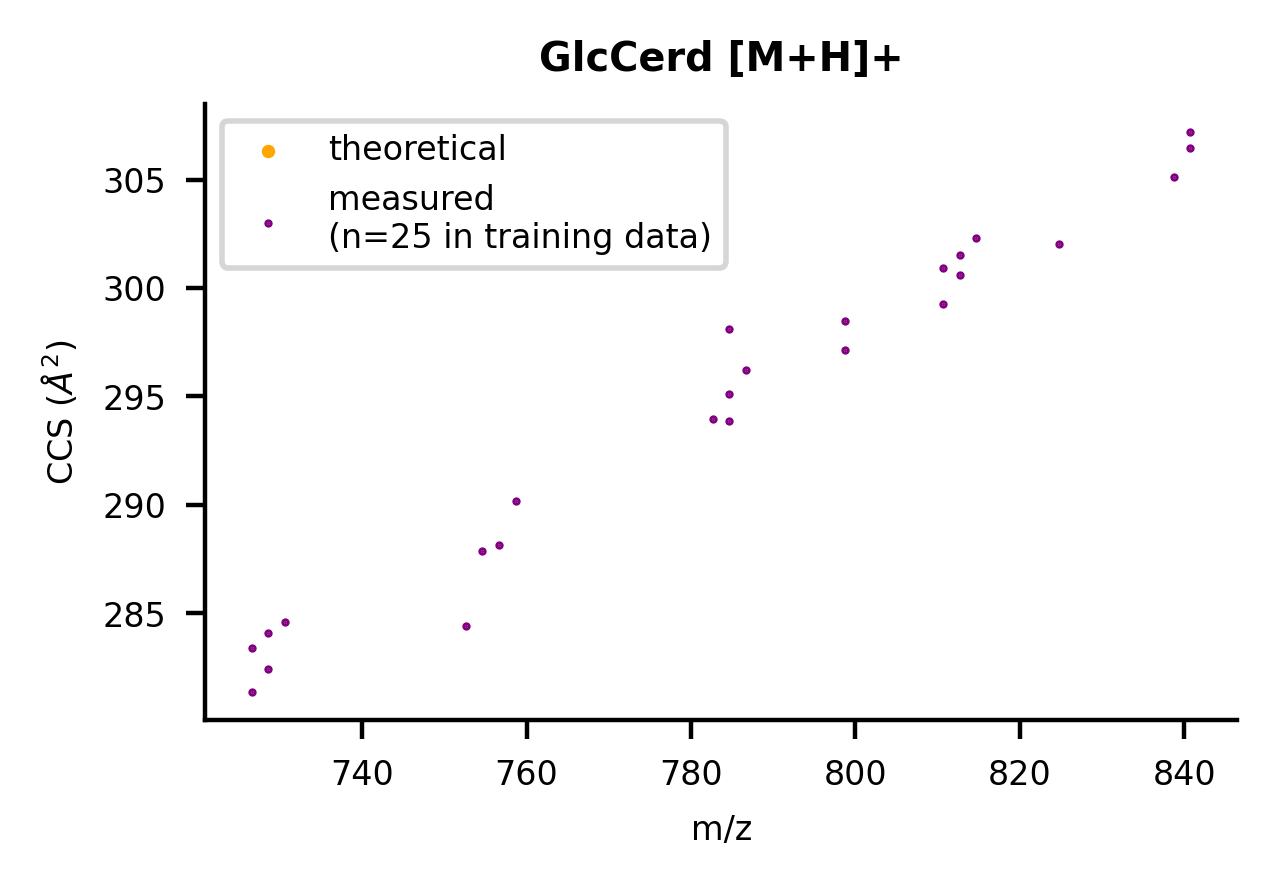 GlcCerd [M+H]+
theoretical
measured
(n=25 in training data)
305
300
295
290
285
CCS (Å²)
740 760 780 800 820 840
m/z